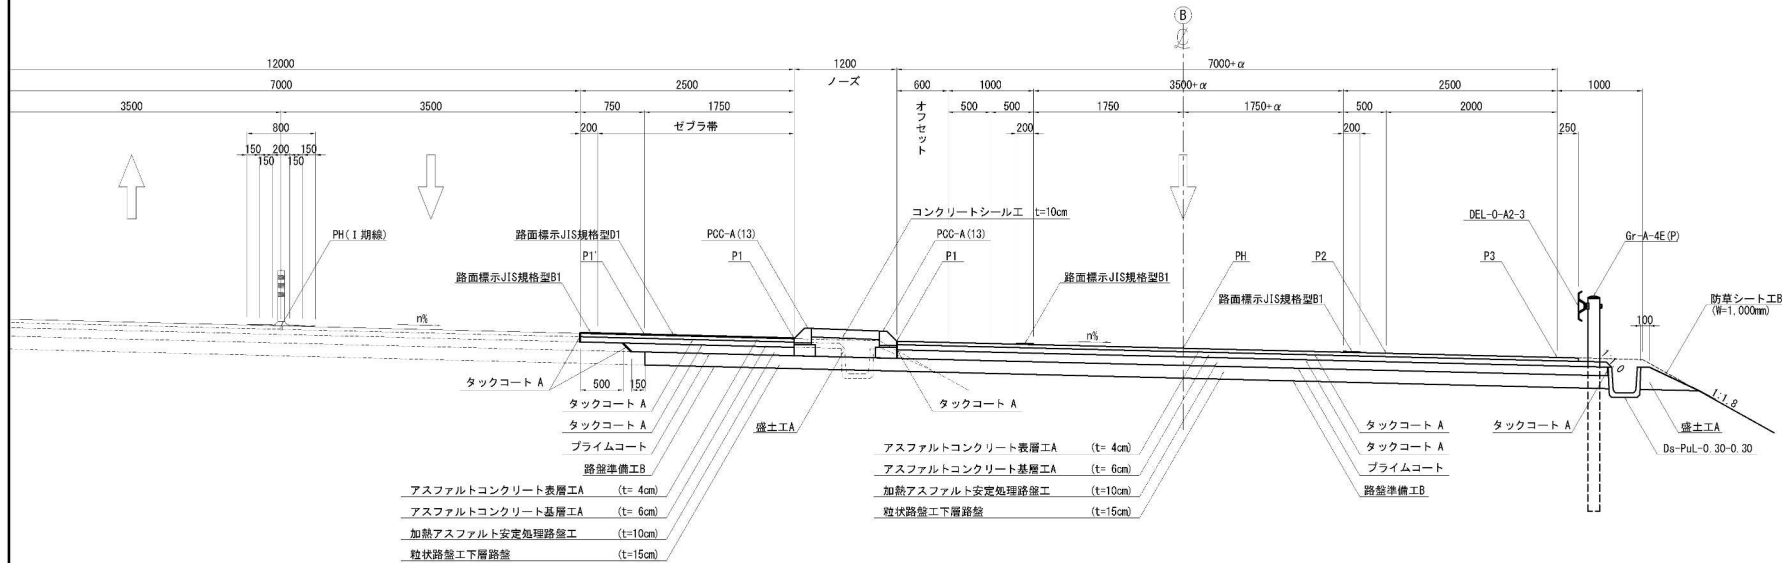 B
℄
12000 1200 7000+α
ノーズ
7000 2500 600 1000 3500+α 2500 1000
3500 3500 750 1750 オフセット 500 500 1750 1750+α 500 2000
800 200 ゼブラ帯 200 200 250
150 200 150
150 150
コンクリートシール工 t=10cm
DEL-O-A2-3
PH(Ⅰ期線) 路面標示JIS規格型D1 PCC-A(13) PCC-A(13) Gr-A-4E(P)
P1' P1 P1 PH P2 P3
路面標示JIS規格型B1 路面標示JIS規格型B1
路面標示JIS規格型B1 防草シート工B
(W=1,000mm)
100
n% n%
タックコート A 500 150
1:1.8
タックコート A タックコート A
タックコート A 盛土工A タックコート A タックコート A 盛土工A
プライムコート アスファルトコンクリート表層工A (t= 4cm) タックコート A Ds-PuL-0.30-0.30
路盤準備工B アスファルトコンクリート基層工A (t= 6cm) プライムコート
アスファルトコンクリート表層工A (t= 4cm) 加熱アスファルト安定処理路盤工 (t=10cm) 路盤準備工B
アスファルトコンクリート基層工A (t= 6cm) 粒状路盤工下層路盤 (t=15cm)
加熱アスファルト安定処理路盤工 (t=10cm)
粒状路盤工下層路盤 (t=15cm)